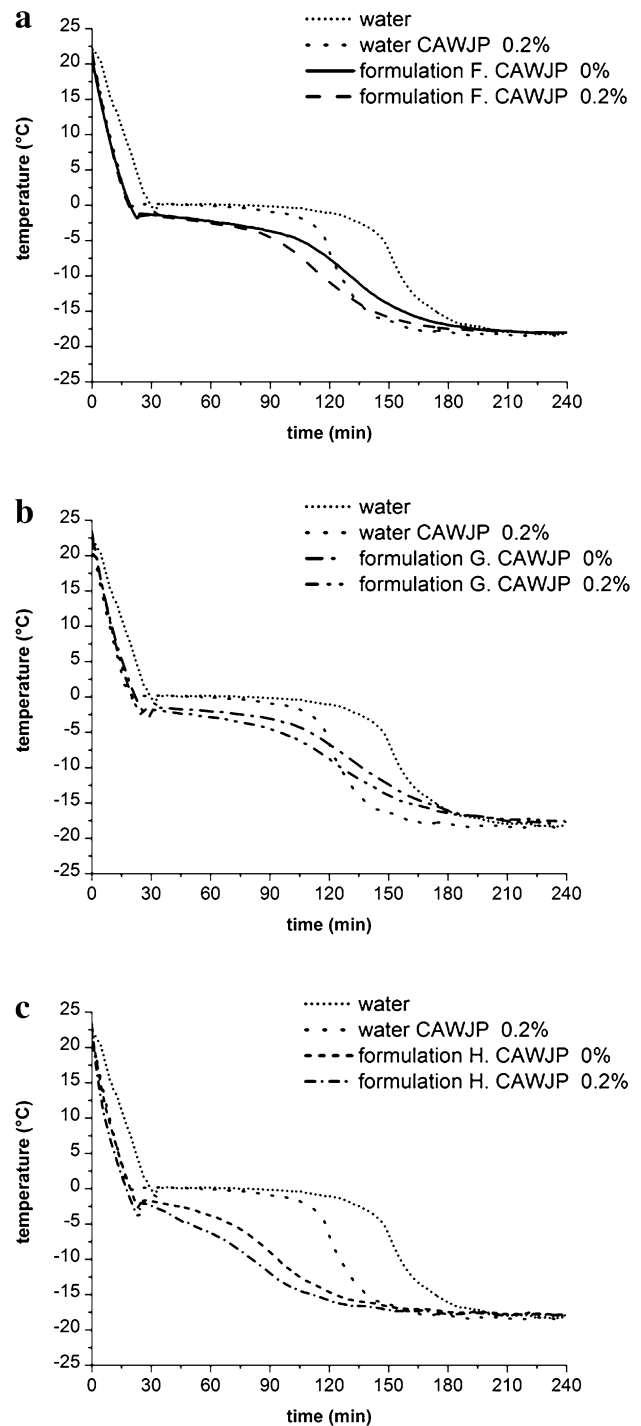 a
water
water CAWJP 0.2%
formulation F. CAWJP 0%
formulation F. CAWJP 0.2%
temperature (°C)
25
20
15
10
5
0
-5
-10
-15
-20
-25
0 30 60 90 120 150 180 210 240
time (min)
b
water
water CAWJP 0.2%
formulation G. CAWJP 0%
formulation G. CAWJP 0.2%
temperature (°C)
25
20
15
10
5
0
-5
-10
-15
-20
-25
0 30 60 90 120 150 180 210 240
time (min)
c
water
water CAWJP 0.2%
formulation H. CAWJP 0%
formulation H. CAWJP 0.2%
temperature (°C)
25
20
15
10
5
0
-5
-10
-15
-20
-25
0 30 60 90 120 150 180 210 240
time (min)